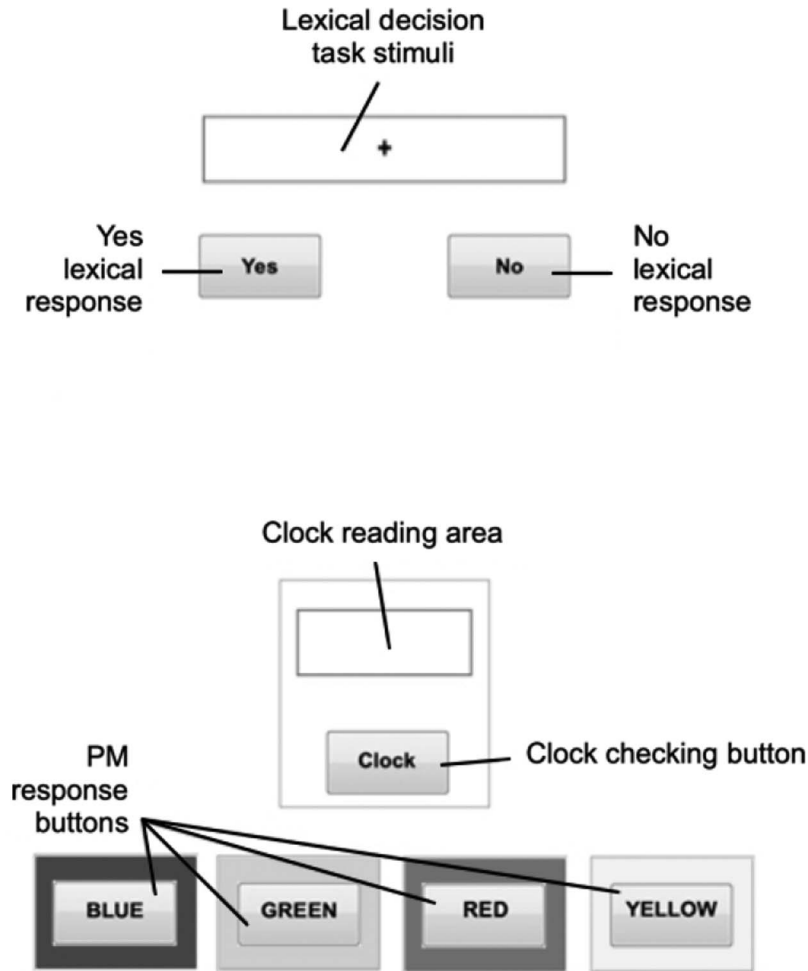 Lexical decision
task stimuli
+
Yes
lexical
response
Yes
No
No
lexical
response
Clock reading area
Clock
Clock checking button
PM
response
buttons
BLUE
GREEN
RED
YELLOW